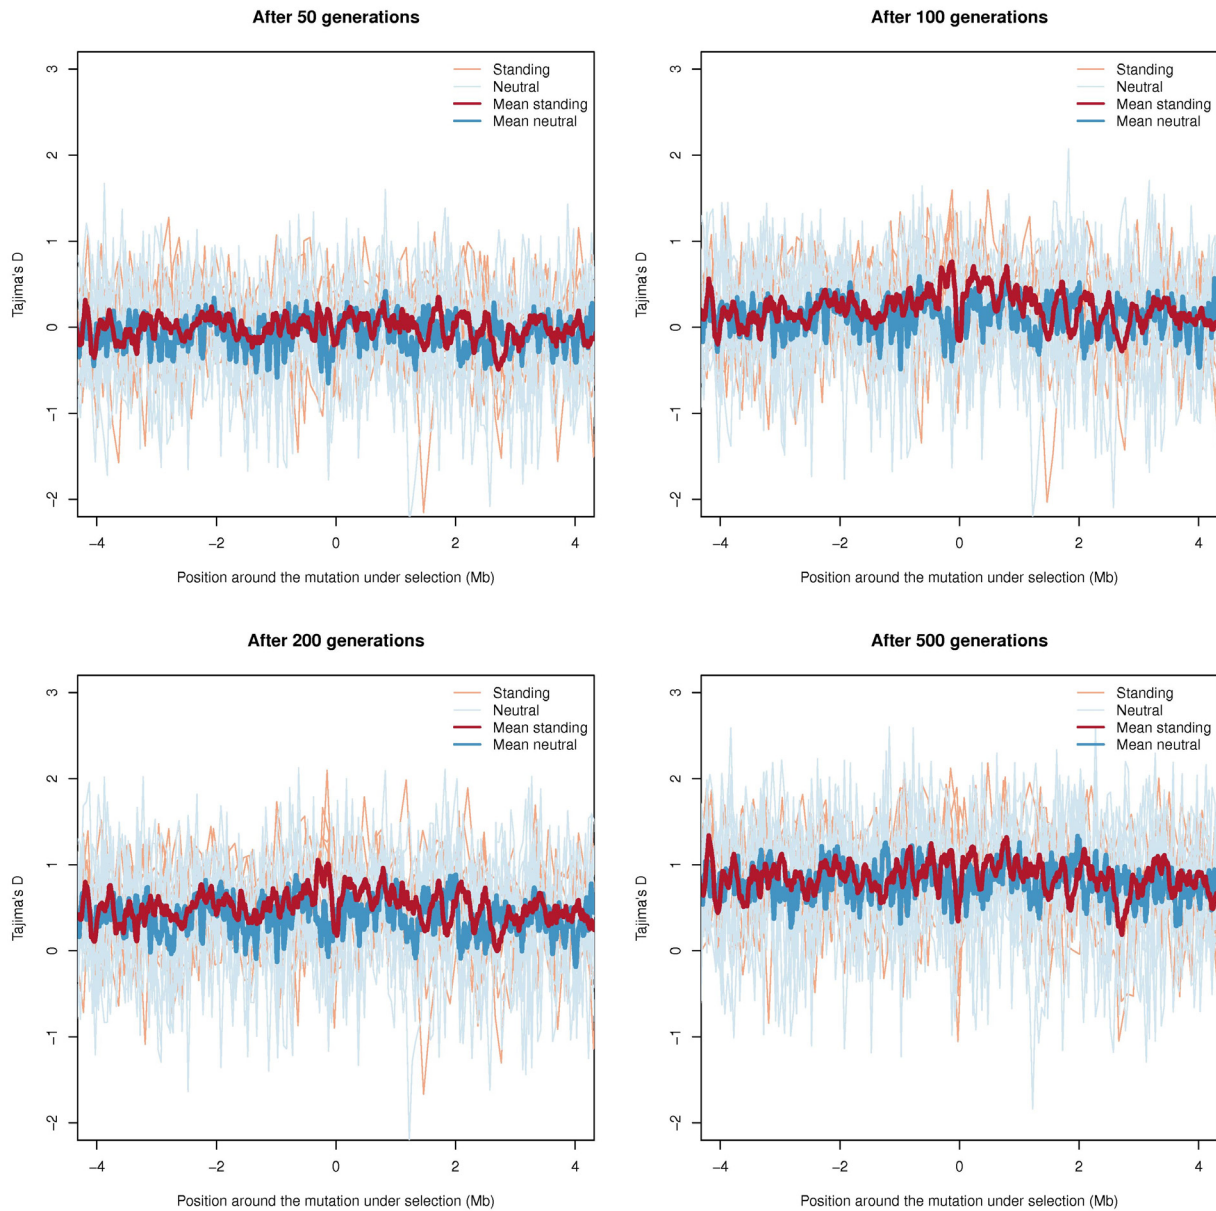 After 50 generations
3
2
1
0
−1
−2
Tajima's D
Standing
Neutral
Mean standing
Mean neutral
−4 −2 0 2 4
Position around the mutation under selection (Mb)
After 100 generations
3
2
1
0
−1
−2
Tajima's D
Standing
Neutral
Mean standing
Mean neutral
−4 −2 0 2 4
Position around the mutation under selection (Mb)
After 200 generations
3
2
1
0
−1
−2
Tajima's D
Standing
Neutral
Mean standing
Mean neutral
−4 −2 0 2 4
Position around the mutation under selection (Mb)
After 500 generations
3
2
1
0
−1
−2
Tajima's D
Standing
Neutral
Mean standing
Mean neutral
−4 −2 0 2 4
Position around the mutation under selection (Mb)